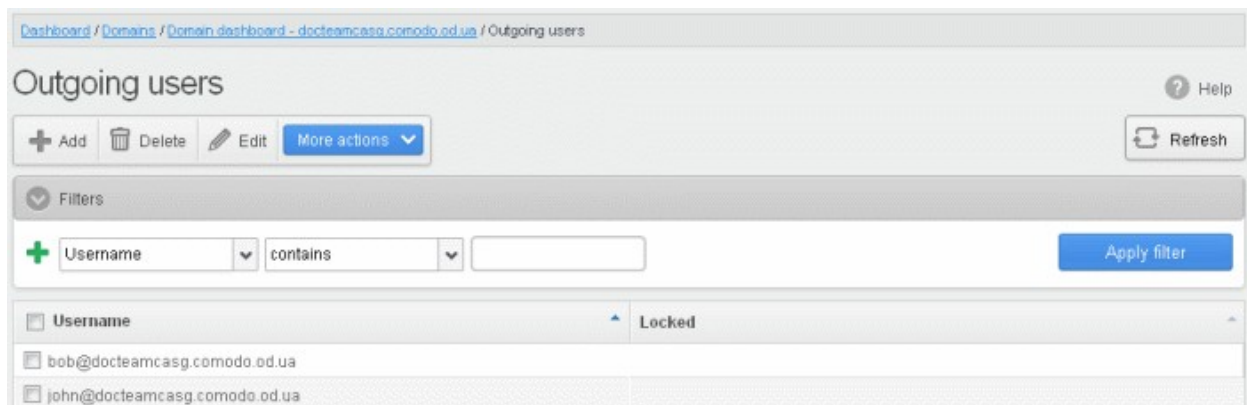 Dashboard / Domains / Domain dashboard - docteamcasg.comodo.od.ua / Outgoing users
Outgoing users
Help
Add Delete Edit More actions
Refresh
Filters
Username contains
Apply filter
Username Locked
bob@docteamcasg.comodo.od.ua
john@docteamcasg.comodo.od.ua